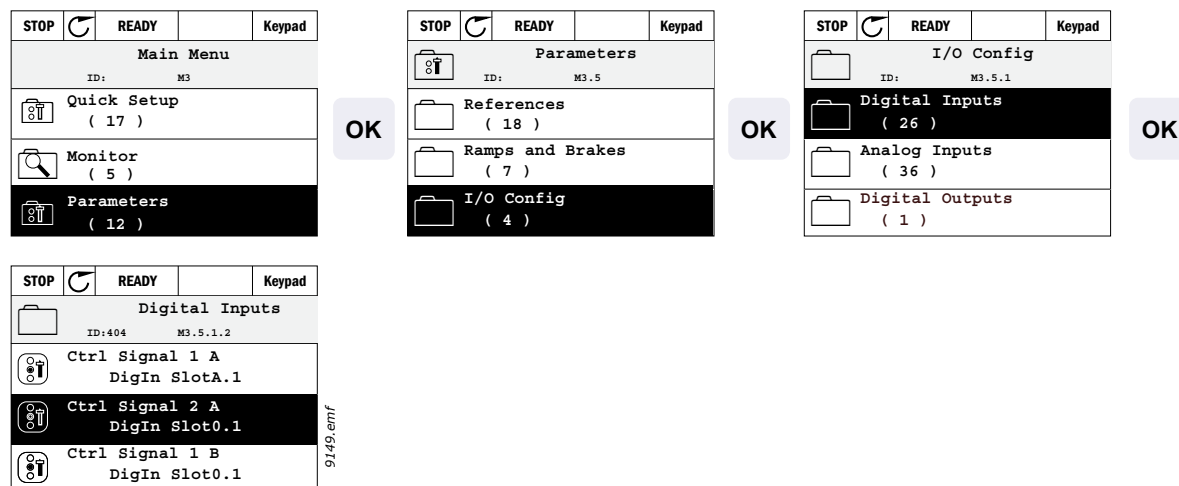 STOP READY Keypad
Main Menu
ID: M3
Quick Setup
( 17 )
Monitor
( 5 )
Parameters
( 12 )
OK
STOP READY Keypad
Parameters
ID: M3.5
References
( 18 )
Ramps and Brakes
( 7 )
I/O Config
( 4 )
OK
STOP READY Keypad
I/O Config
ID: M3.5.1
Digital Inputs
( 26 )
Analog Inputs
( 36 )
Digital Outputs
( 1 )
OK
STOP READY Keypad
Digital Inputs
ID:404 M3.5.1.2
Ctrl Signal 1 A
DigIn SlotA.1
Ctrl Signal 2 A
DigIn Slot0.1
Ctrl Signal 1 B
DigIn Slot0.1
9149.emf